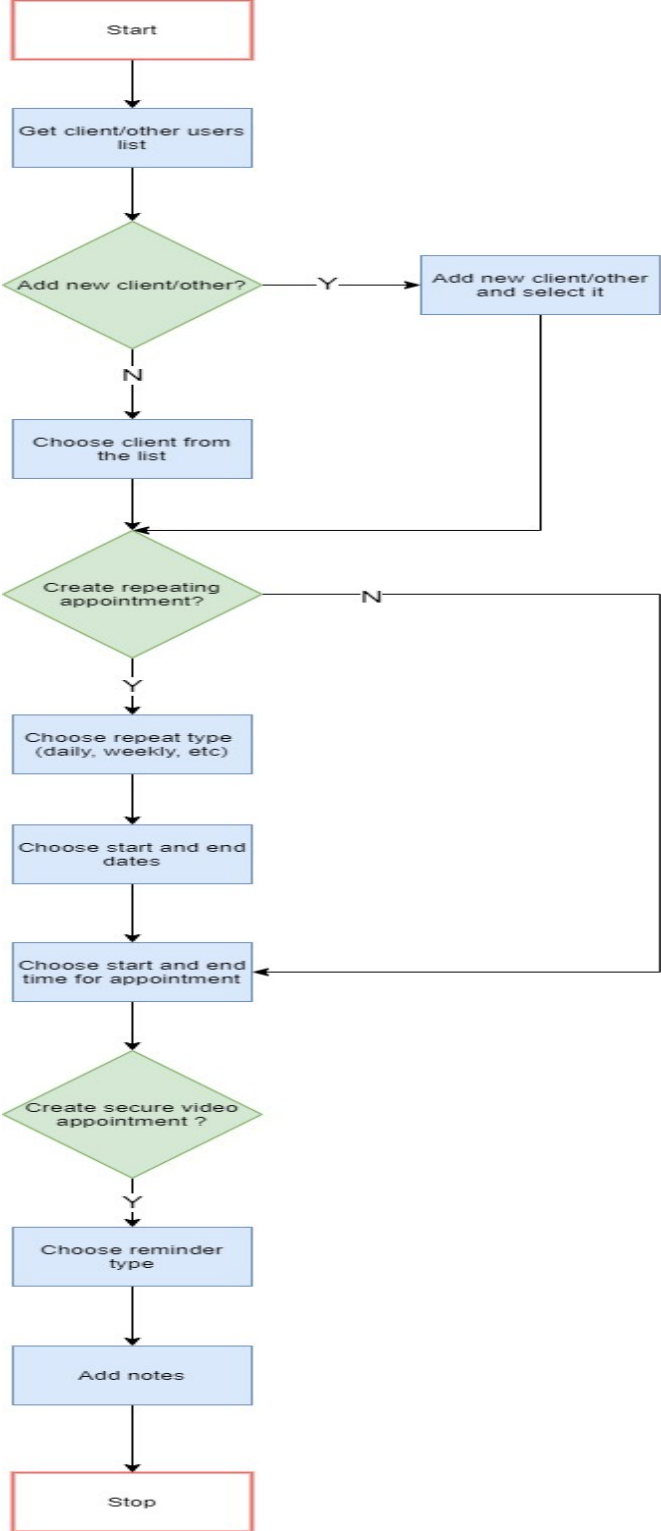 Start
Get client/other users
list
Add new client/other?
Y
Add new client/other
and select it
N
Choose client from
the list
Create repeating
appointment?
N
Y
Choose repeat type
(daily, weekly, etc)
Choose start and end
dates
Choose start and end
time for appointment
Create secure video
appointment ?
Y
Choose reminder
type
Add notes
Stop